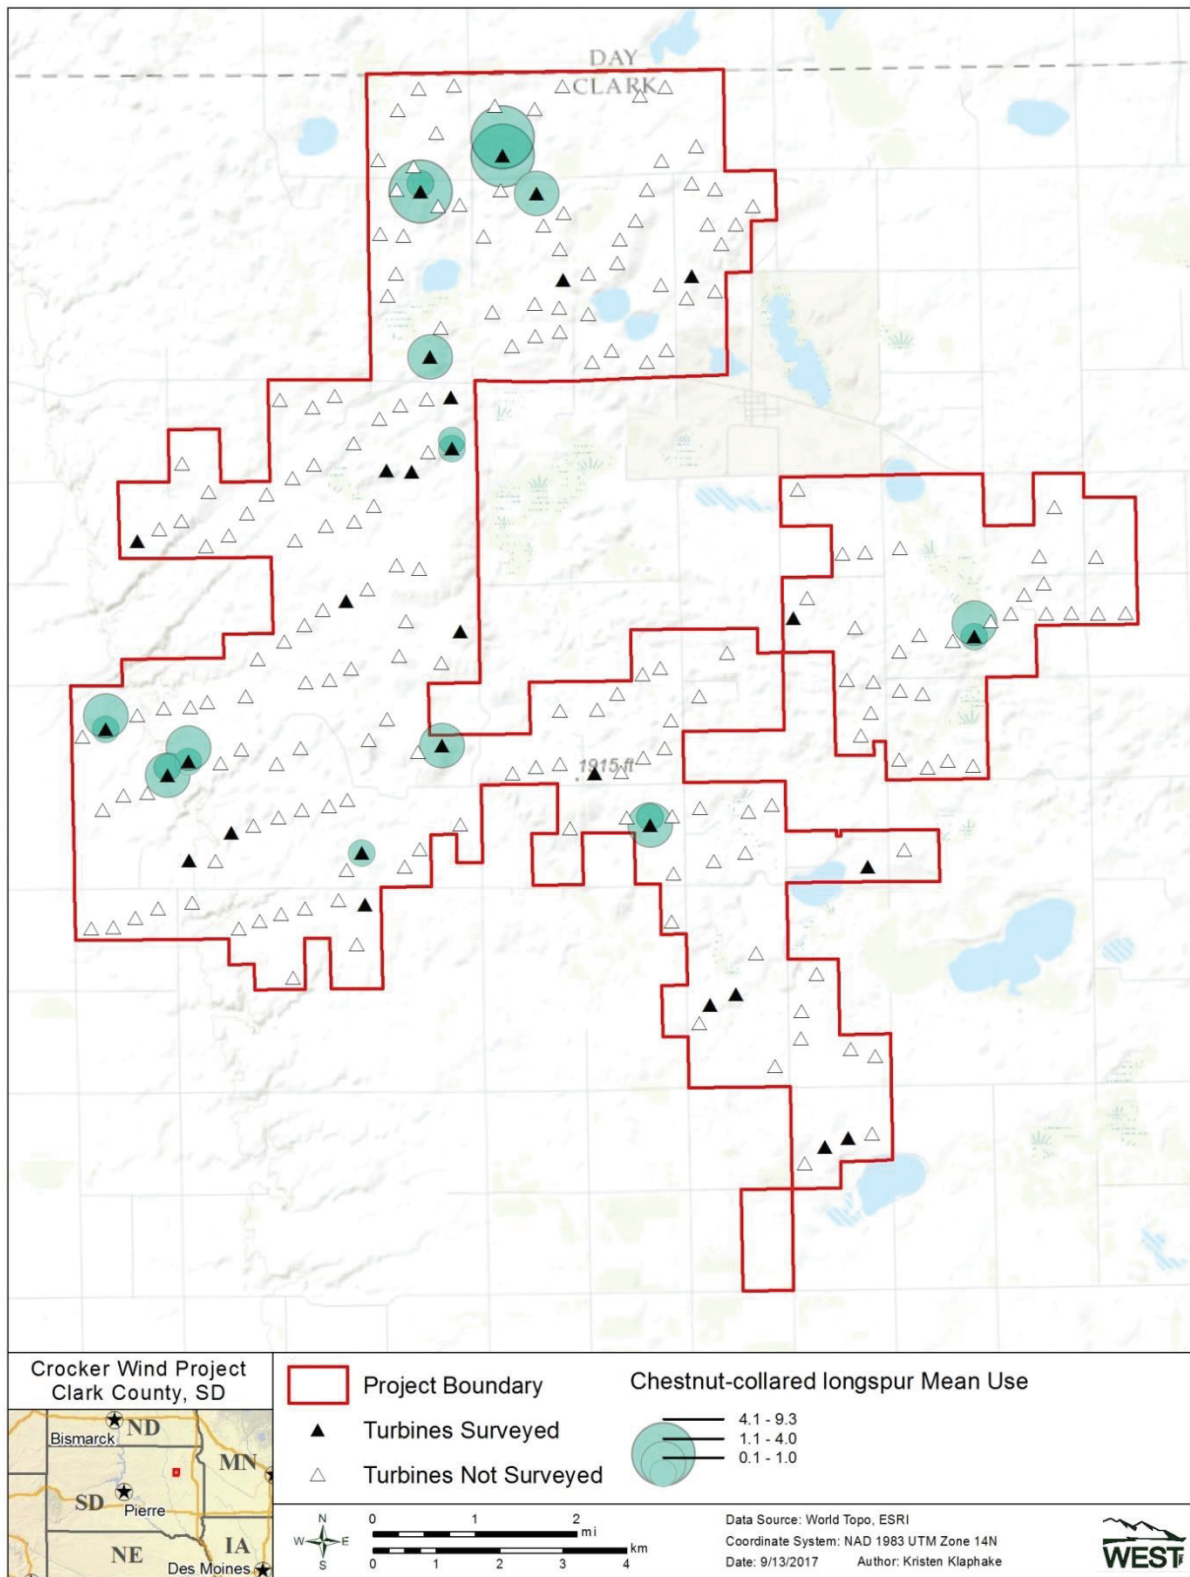 DAY
CLARK
1915 ft
Crocker Wind Project
Clark County, SD
ND
Bismarck
MN
SD
Pierre
IA
NE
Des Moines
Project Boundary
Turbines Surveyed
Turbines Not Surveyed
Chestnut-collared longspur Mean Use
4.1 - 9.3
1.1 - 4.0
0.1 - 1.0
N
W E
S
0 1 2
mi
0 1 2 3 4
km
Data Source: World Topo, ESRI
Coordinate System: NAD 1983 UTM Zone 14N
Date: 9/13/2017 Author: Kristen Klaphake
WEST